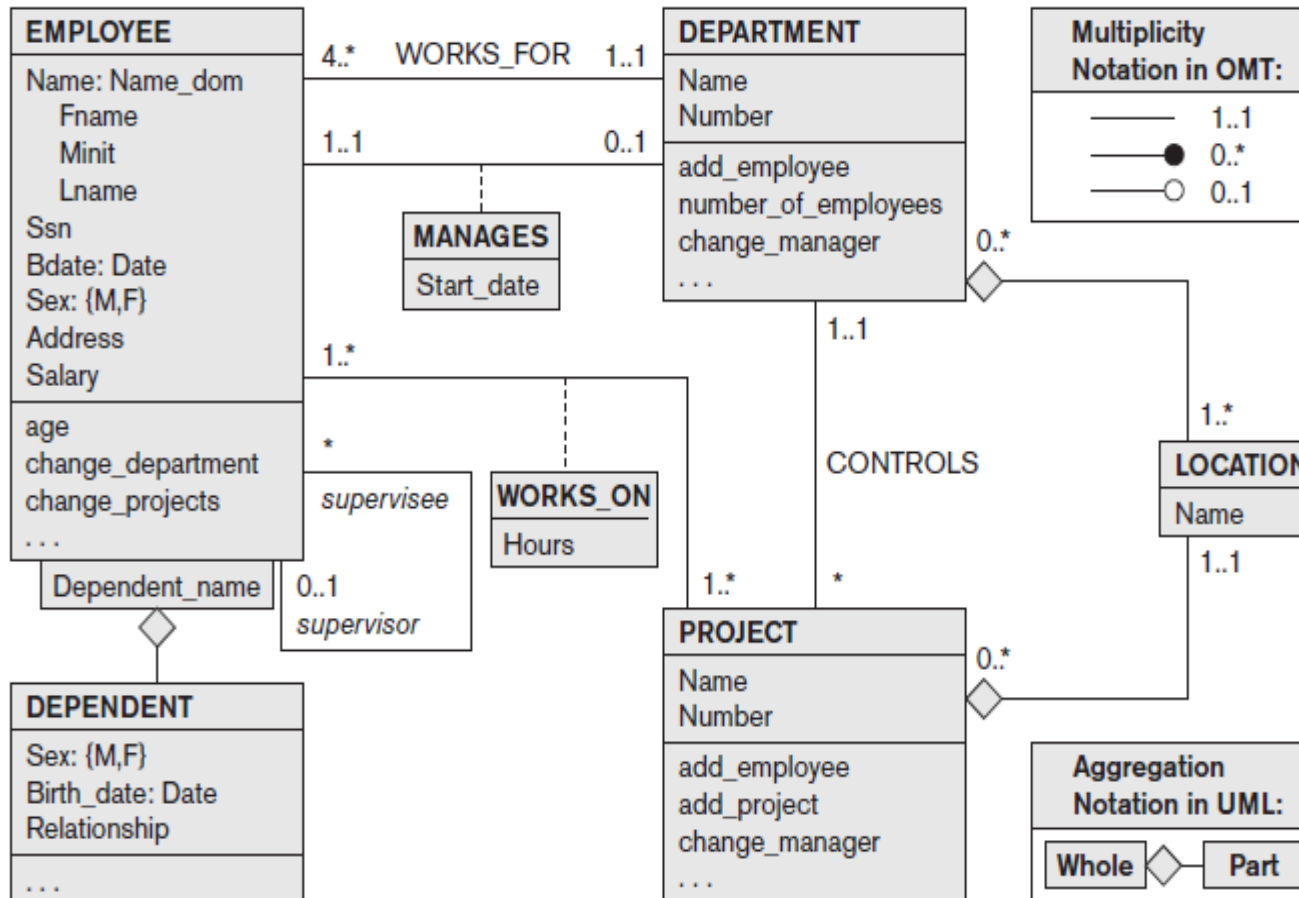 EMPLOYEE
Name: Name_dom
Fname
Minit
Lname
Ssn
Bdate: Date
Sex: {M,F}
Address
Salary
age
change_department
change_projects
. . .
Dependent_name
4..*
WORKS_FOR
1..1
1..1
0..1
MANAGES
Start_date
1..*
*
supervisee
0..1
supervisor
WORKS_ON
Hours
1..*
DEPARTMENT
Name
Number
add_employee
number_of_employees
change_manager
. . .
0..*
1..1
CONTROLS
*
1..*
LOCATION
Name
1..1
PROJECT
Name
Number
add_employee
add_project
change_manager
. . .
0..*
DEPENDENT
Sex: {M,F}
Birth_date: Date
Relationship
. . .
Multiplicity
Notation in OMT:
1..1
0..*
0..1
Aggregation
Notation in UML:
Whole
Part